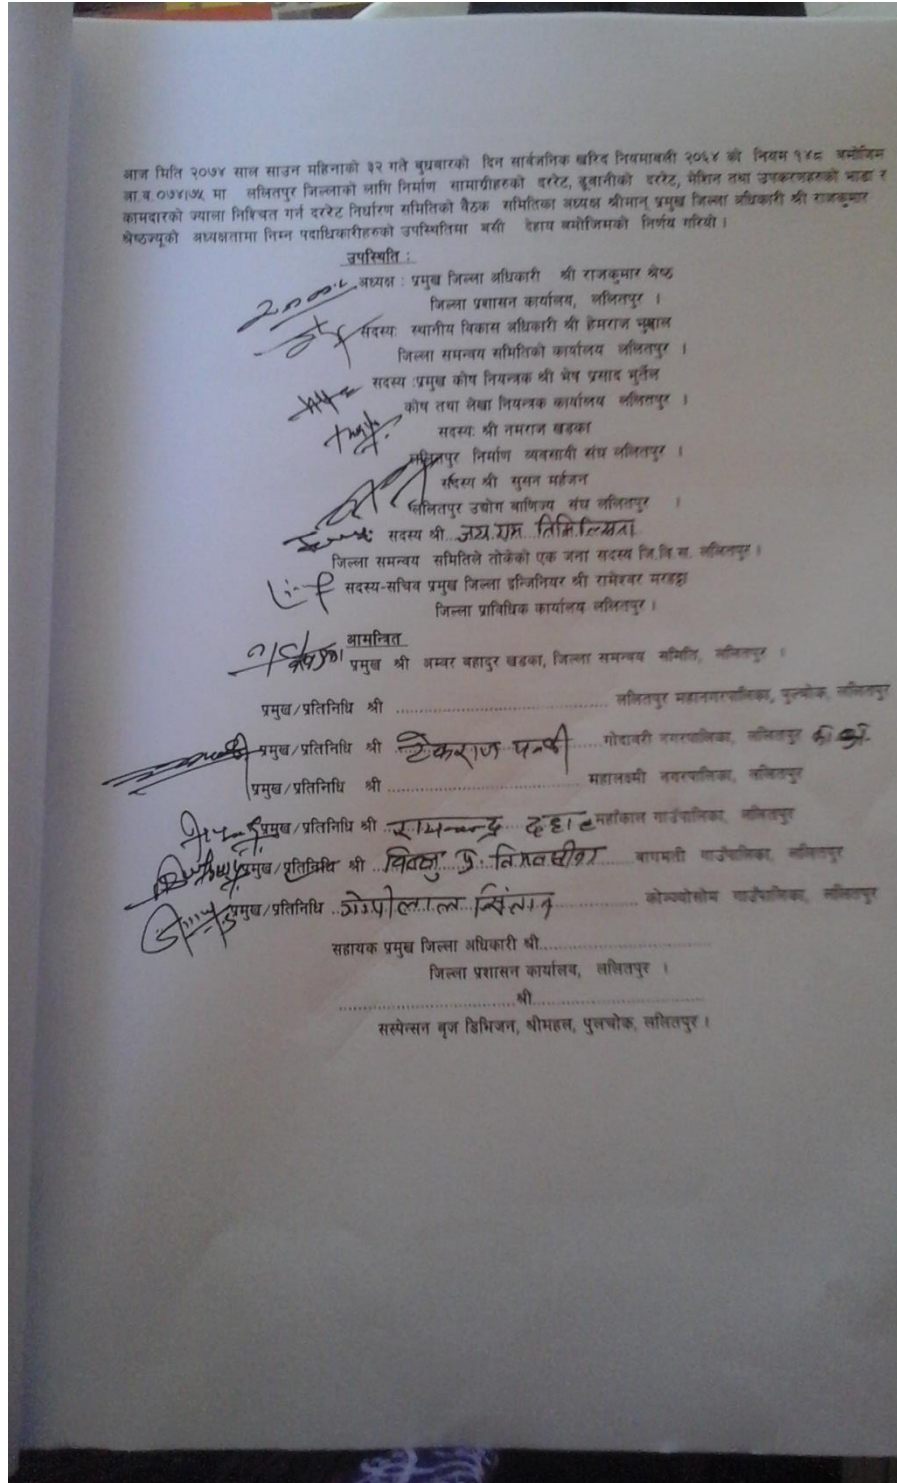 आज मिति २०७४ साल साउन महिनाको ३२ गते बुधबारको दिन सार्वजनिक खरिद नियमावली २०६४ को नियम १४८ बमोजिम
आ.ब.०७४।७५ मा ललितपुर जिल्लाको लागि निर्माण सामाग्रीहरुको दररेट, ढूवानीको दररेट, मेशिन तथा उपकरणहरुको भाडा र
कामदारको ज्याला निश्चित गर्न दररेट निर्धारण समितिको बैठक समितिका अध्यक्ष श्रीमान् प्रमुख जिल्ला अधिकारी श्री राजकुमार
श्रेष्ठज्यूको अध्यक्षतामा निम्न पदाधिकारीहरुको उपस्थितिमा बसी देहाय बमोजिमको निर्णय गरियो ।
उपस्थिति :
अध्यक्ष : प्रमुख जिल्ला अधिकारी श्री राजकुमार श्रेष्ठ
जिल्ला प्रशासन कार्यालय, ललितपुर ।
सदस्यः स्थानीय विकास अधिकारी श्री हेमराज भुसाल
जिल्ला समन्वय समितिको कार्यालय ललितपुर ।
सदस्य :प्रमुख कोष नियन्त्रक श्री भेष प्रसाद भुर्तेल
कोष तथा लेखा नियन्त्रक कार्यालय ललितपुर ।
सदस्यः श्री नमराज खडका
ललितपुर निर्माण व्यवसायी संघ ललितपुर ।
सदस्य श्री सुसन महर्जन
ललितपुर उद्योग बाणिज्य संघ ललितपुर ।
सदस्य श्री जय राम तिमिल्सिना
जिल्ला समन्वय समितिले तोकेको एक जना सदस्य जि.वि.स. ललितपुर ।
सदस्य-सचिव प्रमुख जिल्ला इन्जिनियर श्री रामेश्वर मरहट्टा
जिल्ला प्राविधिक कार्यालय ललितपुर ।
आमन्त्रित
प्रमुख श्री अम्बर बहादुर खडका, जिल्ला समन्वय समिति, ललितपुर ।
प्रमुख/प्रतिनिधि श्री ........................................ ललितपुर महानगरपालिका, पुल्चोक, ललितपुर
प्रमुख/प्रतिनिधि श्री टेकराज पन्थी गोदावरी नगरपालिका, ललितपुर
प्रमुख/प्रतिनिधि श्री ........................................ महालक्ष्मी नगरपालिका, ललितपुर
प्रमुख/प्रतिनिधि श्री रामचन्द्र दहाल महाँकाल गाउँपालिका, ललितपुर
प्रमुख/प्रतिनिधि श्री प्र. बागमती गाउँपालिका, ललितपुर
प्रमुख/प्रतिनिधि कोन्ज्योसोम गाउँपालिका, ललितपुर
सहायक प्रमुख जिल्ला अधिकारी श्री................................
जिल्ला प्रशासन कार्यालय, ललितपुर ।
................................श्री................................
सस्पेन्सन बृज डिभिजन, श्रीमहल, पुलचोक, ललितपुर ।